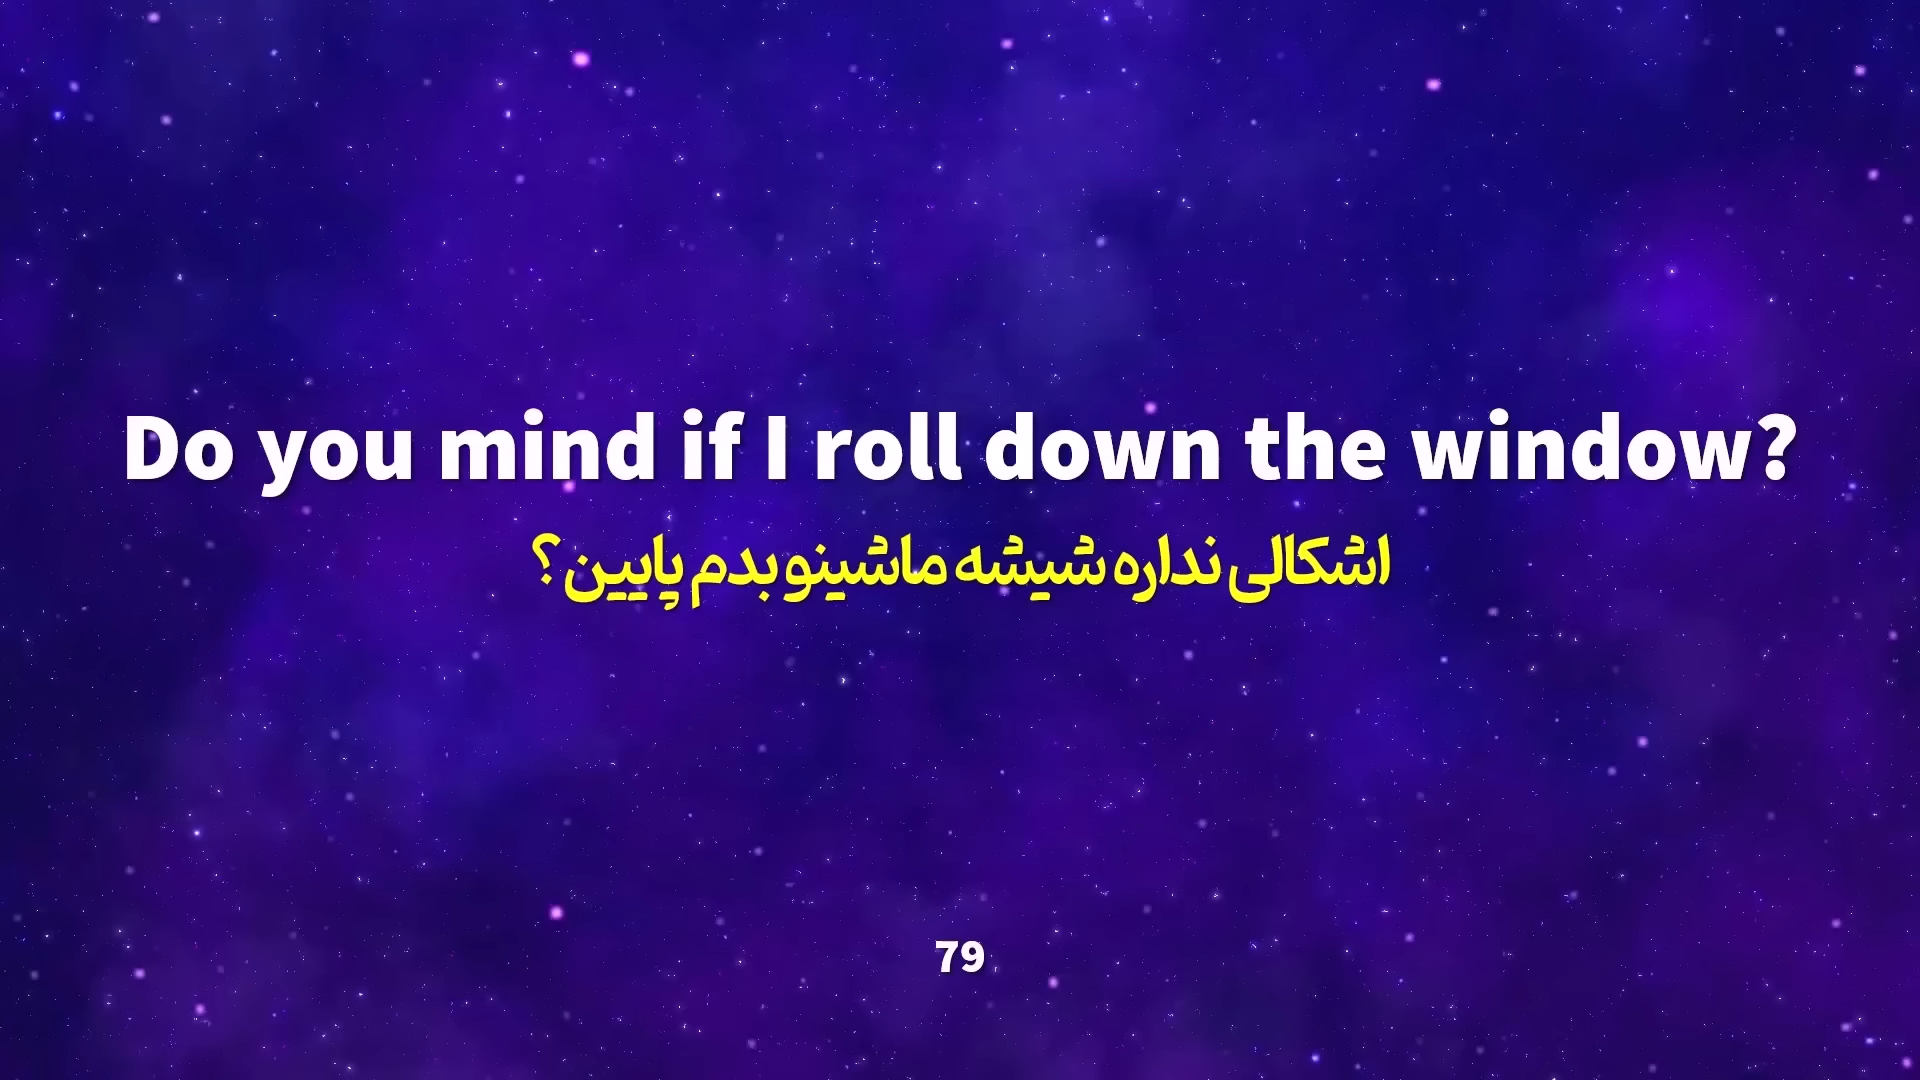 Do you mind if I roll down the window?
اشکالی نداره شیشه ماشینو بدم پایین ؟
79